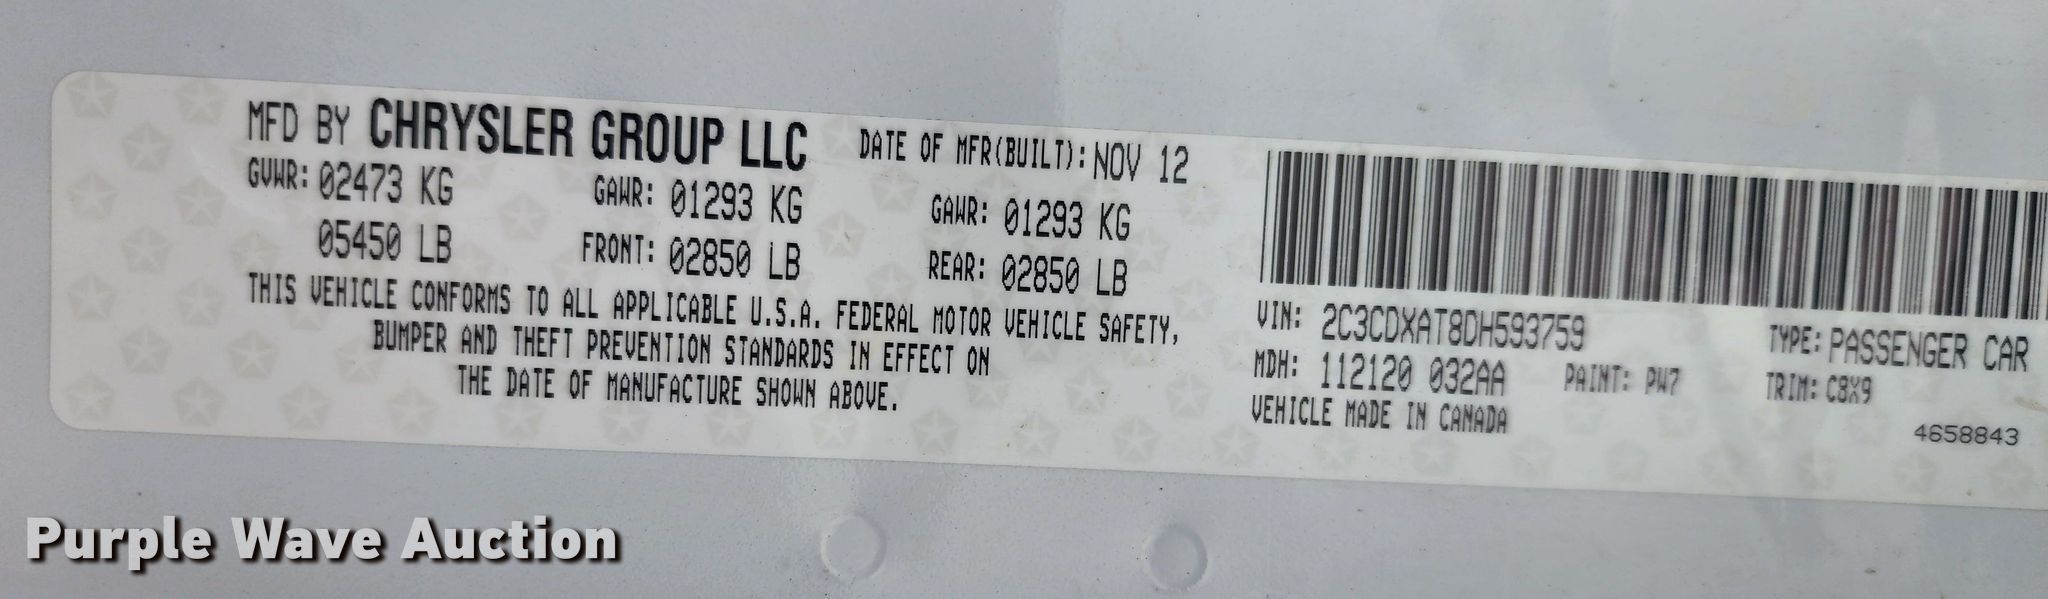 MFD BY CHRYSLER GROUP LLC DATE OF MFR(BUILT): NOV 12
GVWR: 02473 KG GAWR: 01293 KG GAWR: 01293 KG
05450 LB FRONT: 02850 LB REAR: 02850 LB
THIS VEHICLE CONFORMS TO ALL APPLICABLE U.S.A. FEDERAL MOTOR VEHICLE SAFETY,
BUMPER AND THEFT PREVENTION STANDARDS IN EFFECT ON
THE DATE OF MANUFACTURE SHOWN ABOVE.
VIN: 2C3CDXAT8DH593759 TYPE: PASSENGER CAR
MDH: 112120 032AA PAINT: PW7 TRIM: C8X9
VEHICLE MADE IN CANADA
4658843
Purple Wave Auction